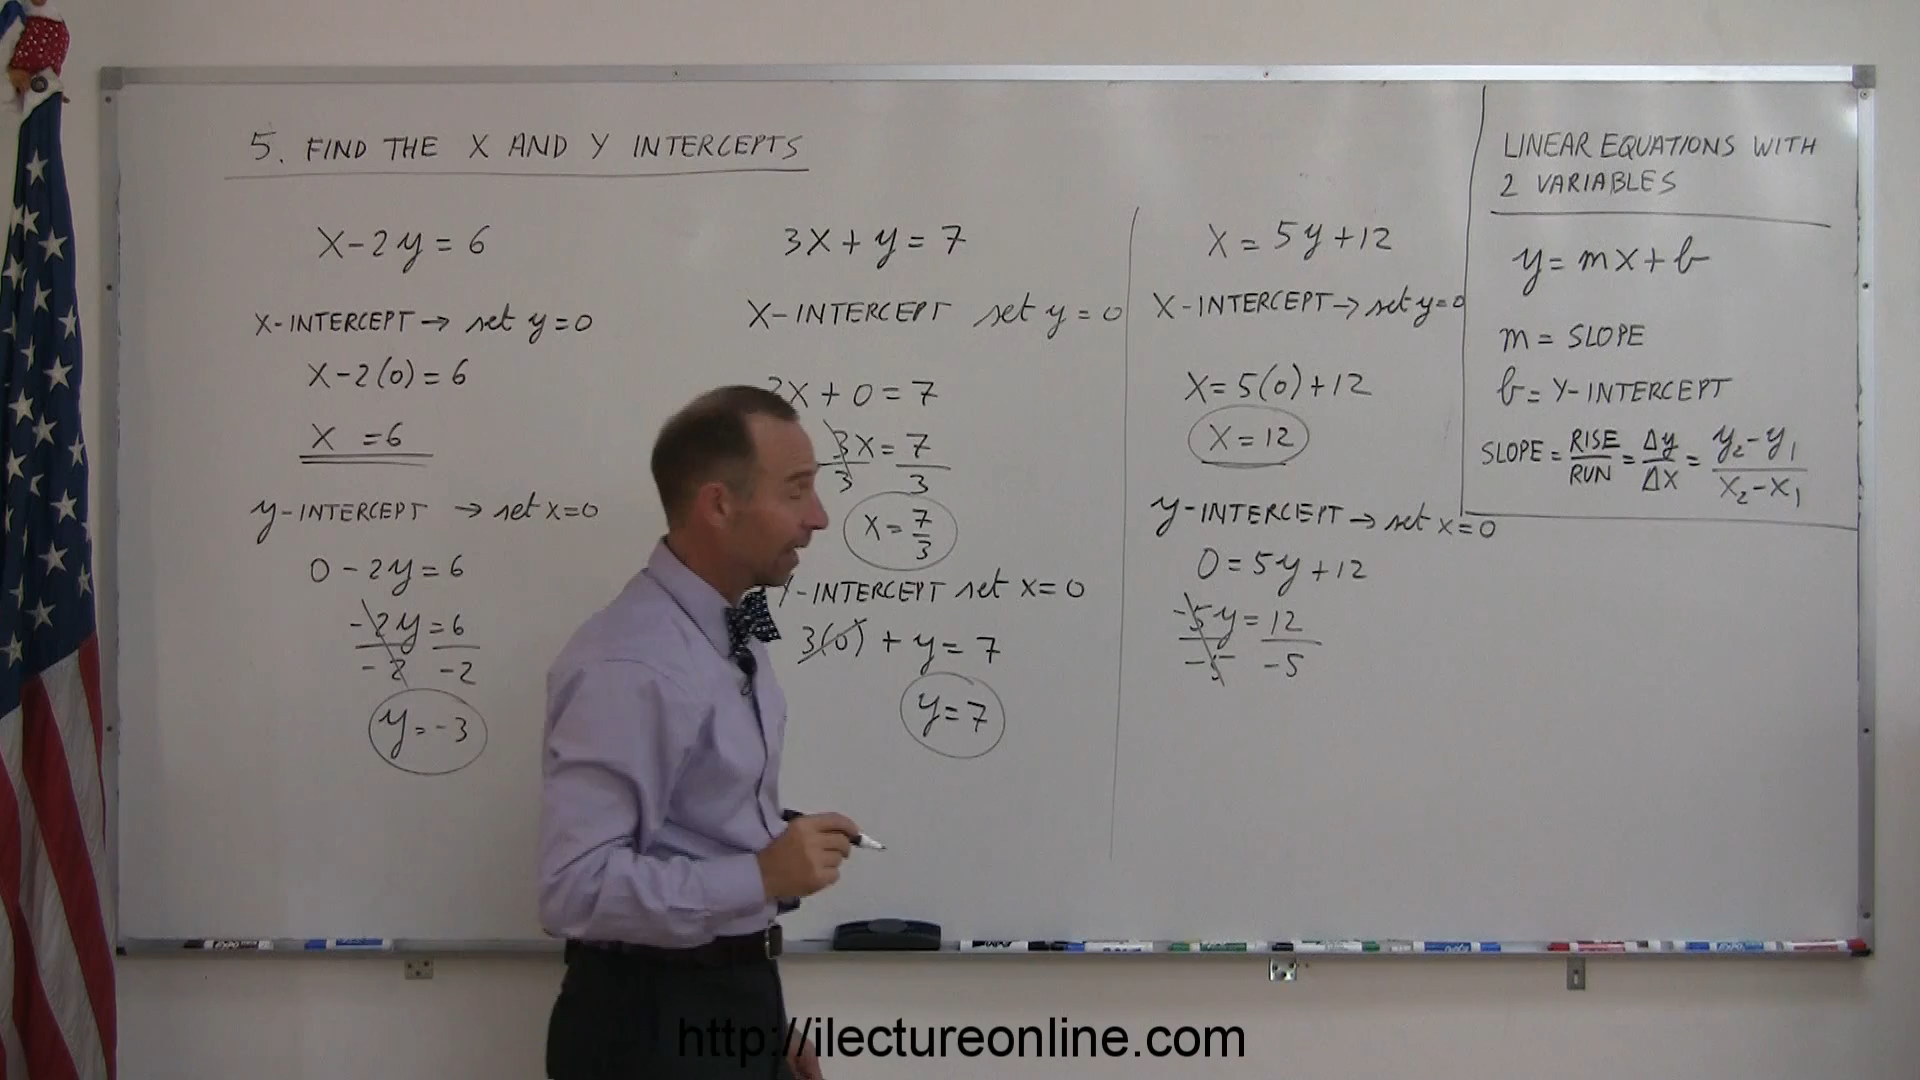 5. FIND THE X AND Y INTERCEPTS
X-2y=6
X-INTERCEPT → set y=0
X-2(0)=6
X =6
y-INTERCEPT → set x=0
0-2y=6
-2y=6
-2 -2
y=-3
3X+y=7
X-INTERCEPT set y=0
3X+0=7
3X=7
3 3
X=7/3
Y-INTERCEPT set x=0
3(0)+y=7
y=7
X=5y+12
X-INTERCEPT→set y=0
X=5(0)+12
X=12
y-INTERCEPT→set x=0
0=5y+12
-5y=12
-5 -5
LINEAR EQUATIONS WITH
2 VARIABLES
y=mx+b
m=SLOPE
b=Y-INTERCEPT
SLOPE=RISE/RUN=Δy/Δx=y₂-y₁/x₂-x₁
http://ilectureonline.com